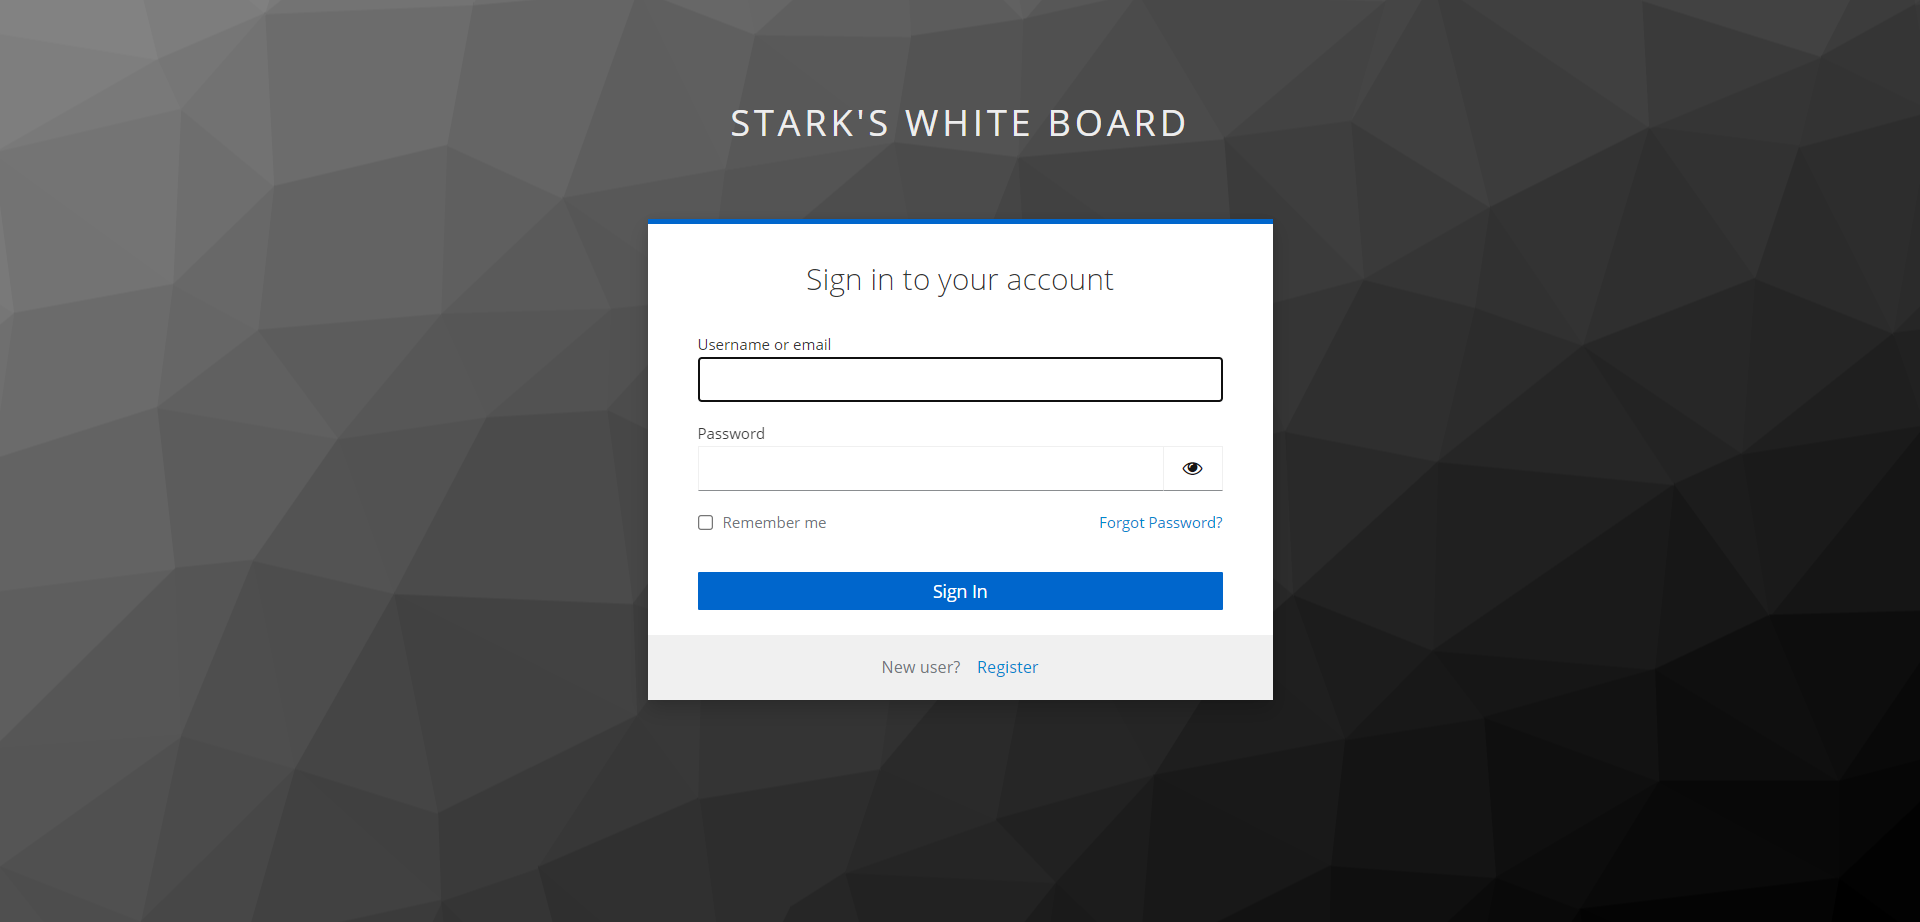 STARK'S WHITE BOARD
Sign in to your account
Username or email
Password
Remember me
Forgot Password?
Sign In
New user? Register